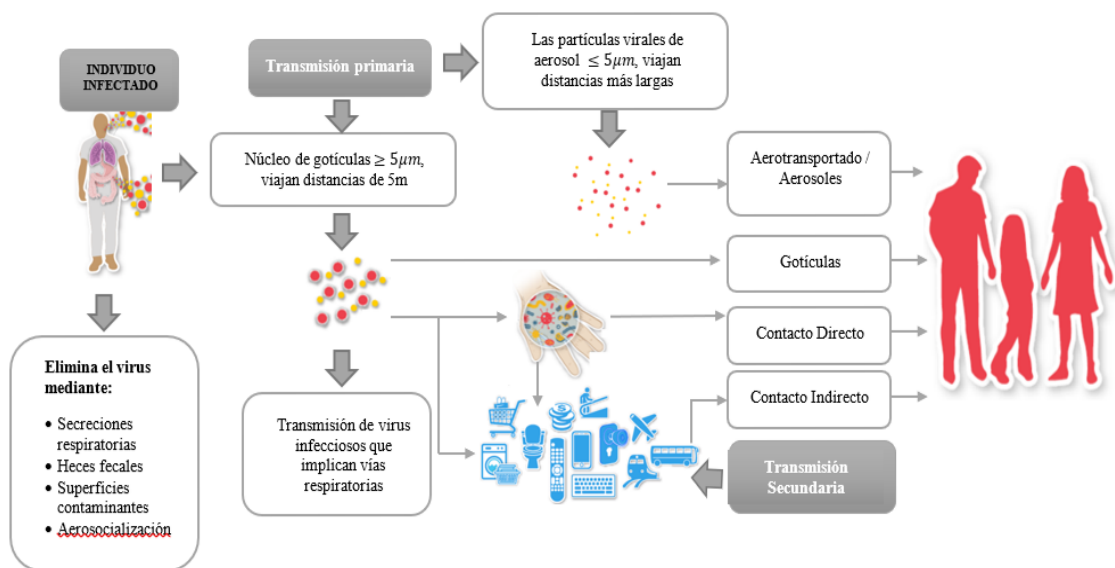 INDIVIDUO
INFECTADO
Transmisión primaria
Las partículas virales de
aerosol ≤ 5μm, viajan
distancias más largas
Núcleo de gotículas ≥ 5μm,
viajan distancias de 5m
Aerotransportado /
Aerosoles
Gotículas
Contacto Directo
Contacto Indirecto
Elimina el virus
mediante:
• Secreciones
respiratorias
• Heces fecales
• Superficies
contaminantes
• Aerosocialización
Transmisión de virus
infecciosos que
implican vías
respiratorias
Transmisión
Secundaria